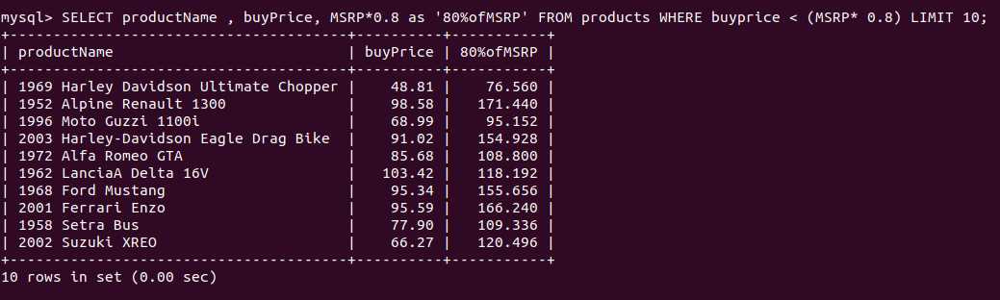 mysql> SELECT productName , buyPrice, MSRP*0.8 as '80%ofMSRP' FROM products WHERE buyprice < (MSRP* 0.8) LIMIT 10;
+---------------------------------------+----------+-----------+
| productName                           | buyPrice | 80%ofMSRP |
+---------------------------------------+----------+-----------+
| 1969 Harley Davidson Ultimate Chopper |    48.81 |    76.560 |
| 1952 Alpine Renault 1300              |    98.58 |   171.440 |
| 1996 Moto Guzzi 1100i                 |    68.99 |    95.152 |
| 2003 Harley-Davidson Eagle Drag Bike  |    91.02 |   154.928 |
| 1972 Alfa Romeo GTA                   |    85.68 |   108.800 |
| 1962 LanciaA Delta 16V                |   103.42 |   118.192 |
| 1968 Ford Mustang                     |    95.34 |   155.656 |
| 2001 Ferrari Enzo                     |    95.59 |   166.240 |
| 1958 Setra Bus                        |    77.90 |   109.336 |
| 2002 Suzuki XREO                      |    66.27 |   120.496 |
+---------------------------------------+----------+-----------+
10 rows in set (0.00 sec)